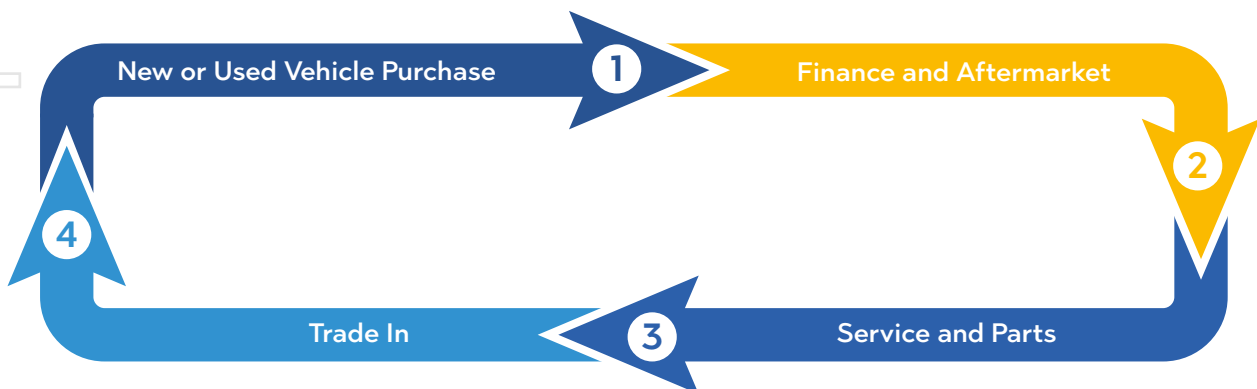 New or Used Vehicle Purchase
1
Finance and Aftermarket
2
Service and Parts
3
Trade In
4